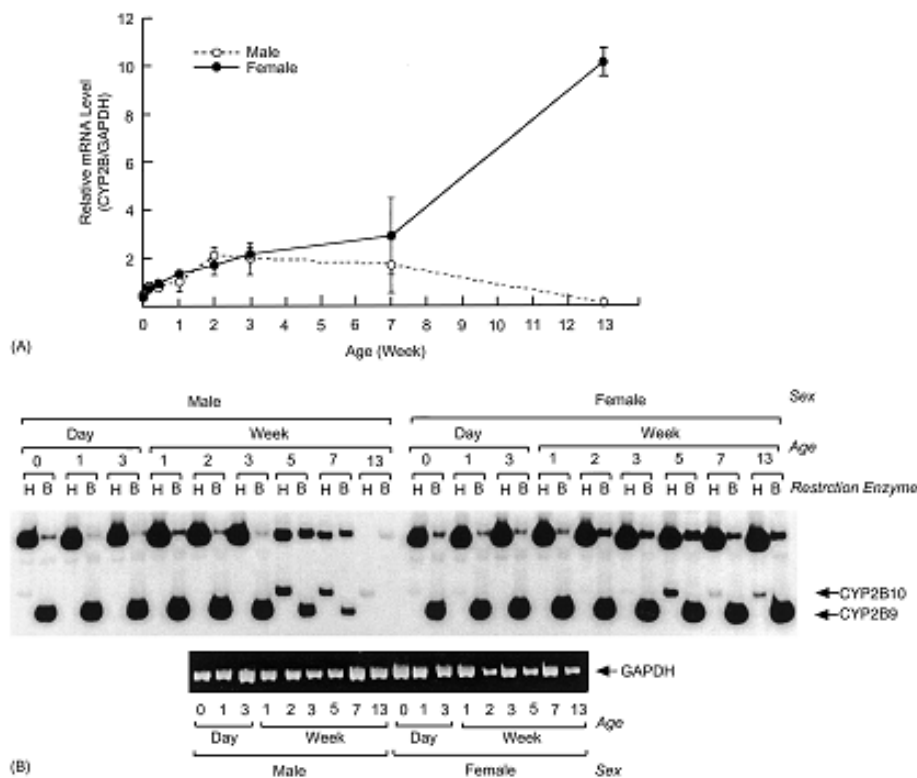 12
10
8
6
4
2
Relative mRNA Level
(CYP2B/GAPDH)
Male
Female
0 1 2 3 4 5 6 7 8 9 10 11 12 13
Age (Week)
(A)
Male Female Sex
Day Week Day Week Age
0 1 3 1 2 3 5 7 13 0 1 3 1 2 3 5 7 13
H B H B H B H B H B H B H B H B H B H B H B H B H B H B H B H B H B H B Restrction Enzyme
CYP2B10
CYP2B9
GAPDH
0 1 3 1 2 3 5 7 13 0 1 3 1 2 3 5 7 13 Age
Day Week Day Week
Male Female Sex
(B)